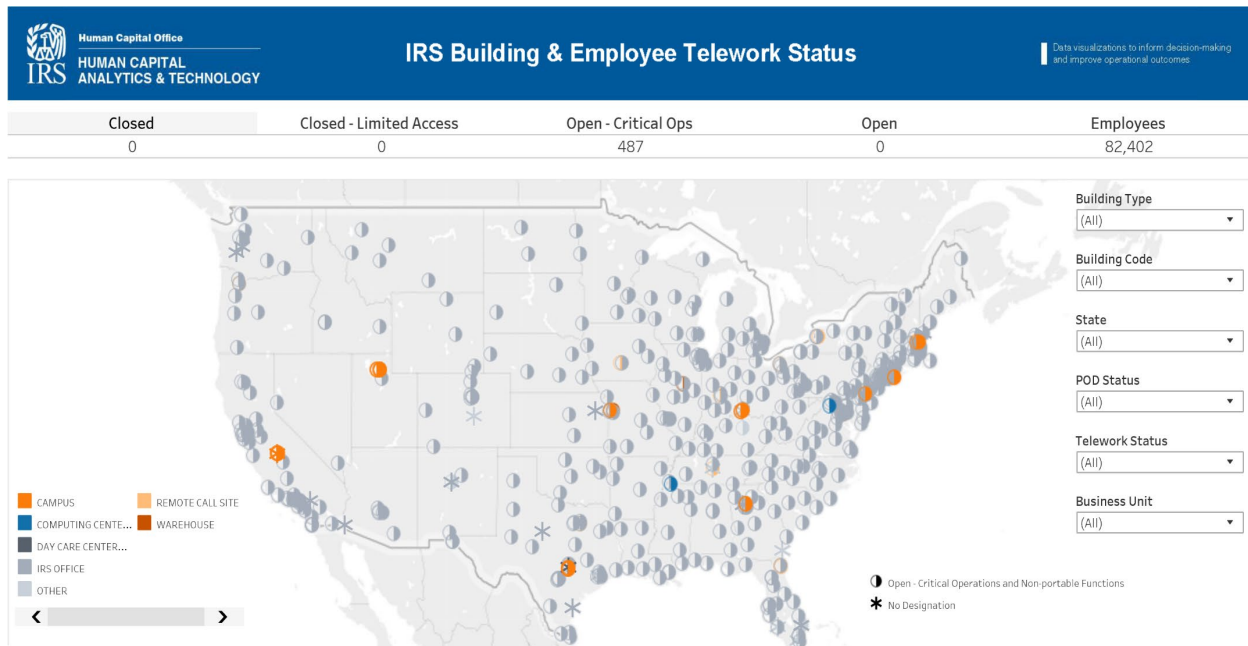 Human Capital Office
IRS
HUMAN CAPITAL
ANALYTICS & TECHNOLOGY
IRS Building & Employee Telework Status
Data visualizations to inform decision-making
and improve operational outcomes
Closed
Closed - Limited Access
Open - Critical Ops
Open
Employees
0
0
487
0
82,402
Building Type
(All)
Building Code
(All)
State
(All)
POD Status
(All)
Telework Status
(All)
Business Unit
(All)
CAMPUS
REMOTE CALL SITE
COMPUTING CENTE...
WAREHOUSE
DAY CARE CENTER...
IRS OFFICE
OTHER
Open - Critical Operations and Non-portable Functions
No Designation